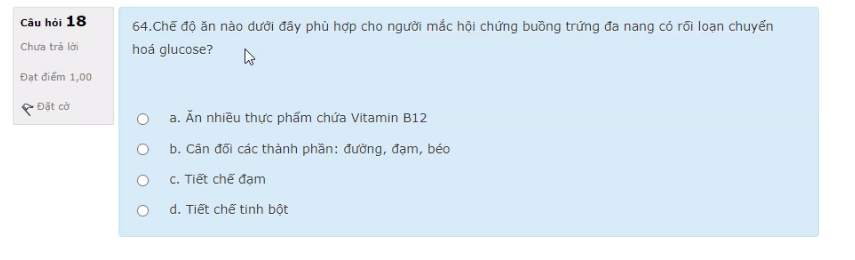 Câu hỏi 18
Chưa trả lời
Đạt điểm 1,00
Đặt cờ
64.Chế độ ăn nào dưới đây phù hợp cho người mắc hội chứng buồng trứng đa nang có rối loạn chuyển
hoá glucose?
a. Ăn nhiều thực phẩm chứa Vitamin B12
b. Cân đối các thành phần: đường, đạm, béo
c. Tiết chế đạm
d. Tiết chế tinh bột